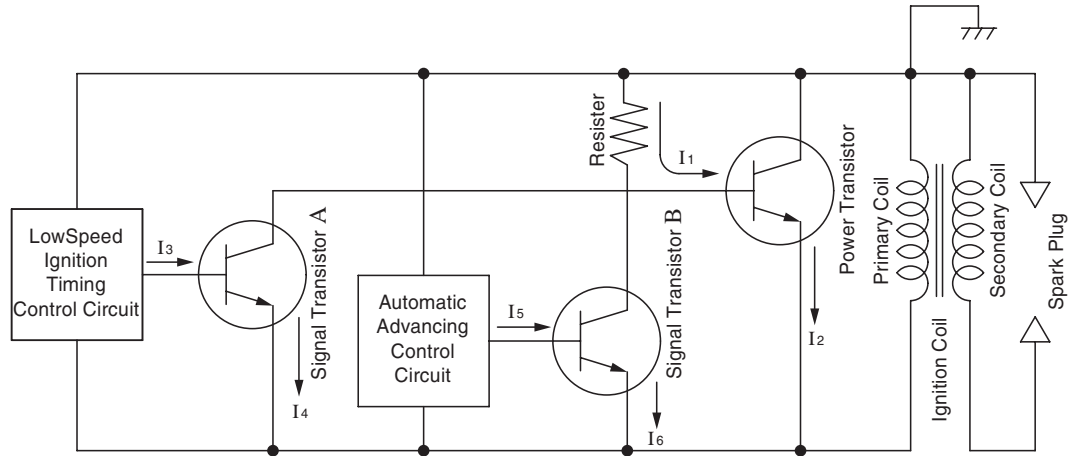 LowSpeed
Ignition
Timing
Control Circuit
I3
Signal Transistor A
I4
Automatic
Advancing
Control
Circuit
I5
Resister
I1
Signal Transistor B
I6
Power Transistor
I2
Primary Coil
Ignition Coil
Secondary Coil
Spark Plug